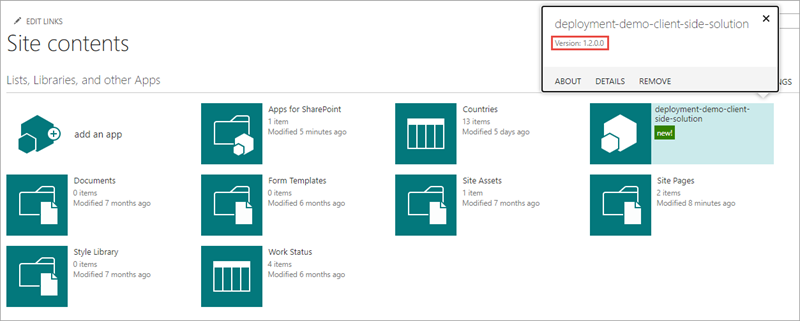 EDIT LINKS
Site contents
deployment-demo-client-side-solution
Version: 1.2.0.0
ABOUT DETAILS REMOVE
Lists, Libraries, and other Apps
NGS
add an app
Apps for SharePoint
1 item
Modified 5 minutes ago
Countries
13 items
Modified 5 days ago
deployment-demo-client-
side-solution
new!
Documents
0 items
Modified 7 months ago
Form Templates
0 items
Modified 6 months ago
Site Assets
1 item
Modified 7 months ago
Site Pages
2 items
Modified 8 minutes ago
Style Library
0 items
Modified 7 months ago
Work Status
4 items
Modified 6 months ago